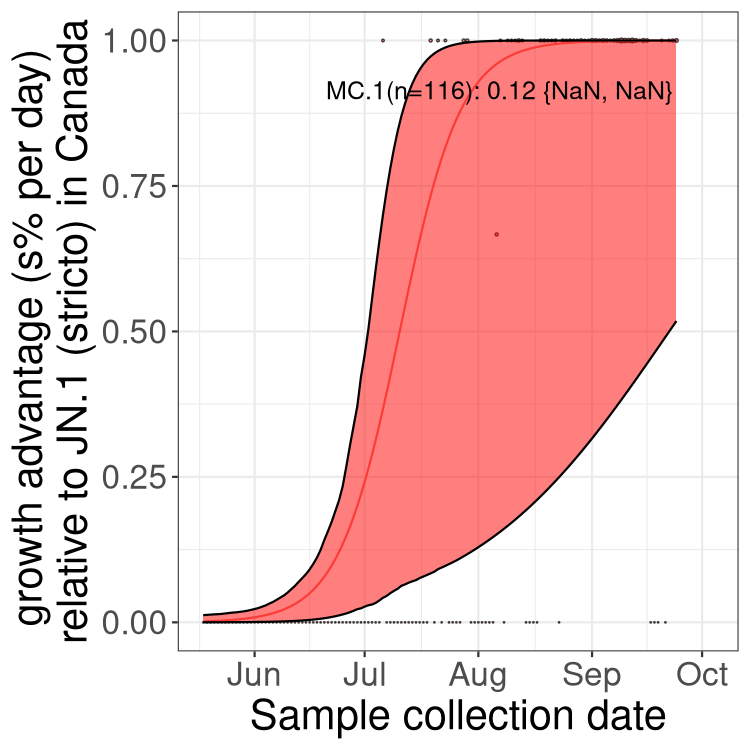 growth advantage (s% per day)
relative to JN.1 (stricto) in Canada
1.00
0.75
0.50
0.25
0.00
MC.1(n=116): 0.12 {NaN, NaN}
Jun Jul Aug Sep Oct
Sample collection date